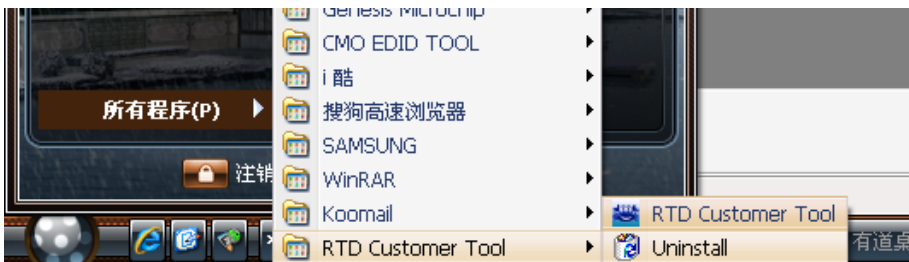 Genesis Microchip
CMO EDID TOOL
i 酷
所有程序(P)
搜狗高速浏览器
SAMSUNG
注销
WinRAR
Koomail
RTD Customer Tool
RTD Customer Tool
Uninstall
有道桌